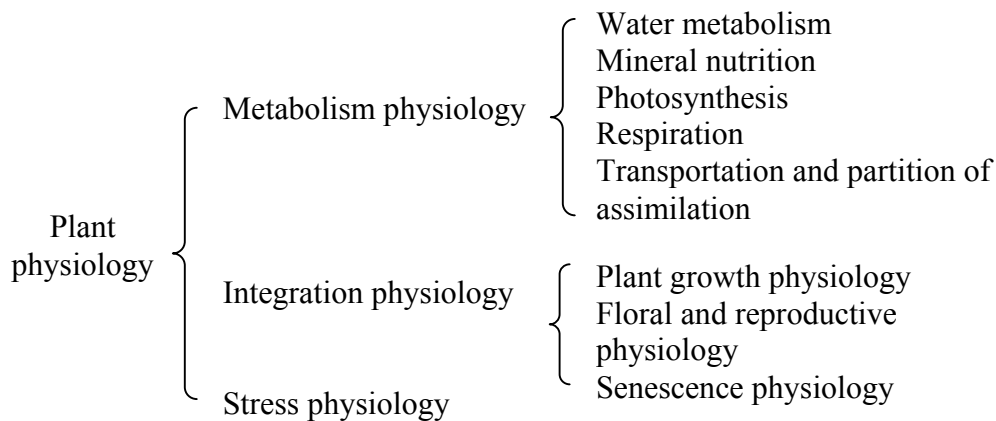 Plant
physiology
Metabolism physiology
Water metabolism
Mineral nutrition
Photosynthesis
Respiration
Transportation and partition of
assimilation
Integration physiology
Plant growth physiology
Floral and reproductive
physiology
Senescence physiology
Stress physiology